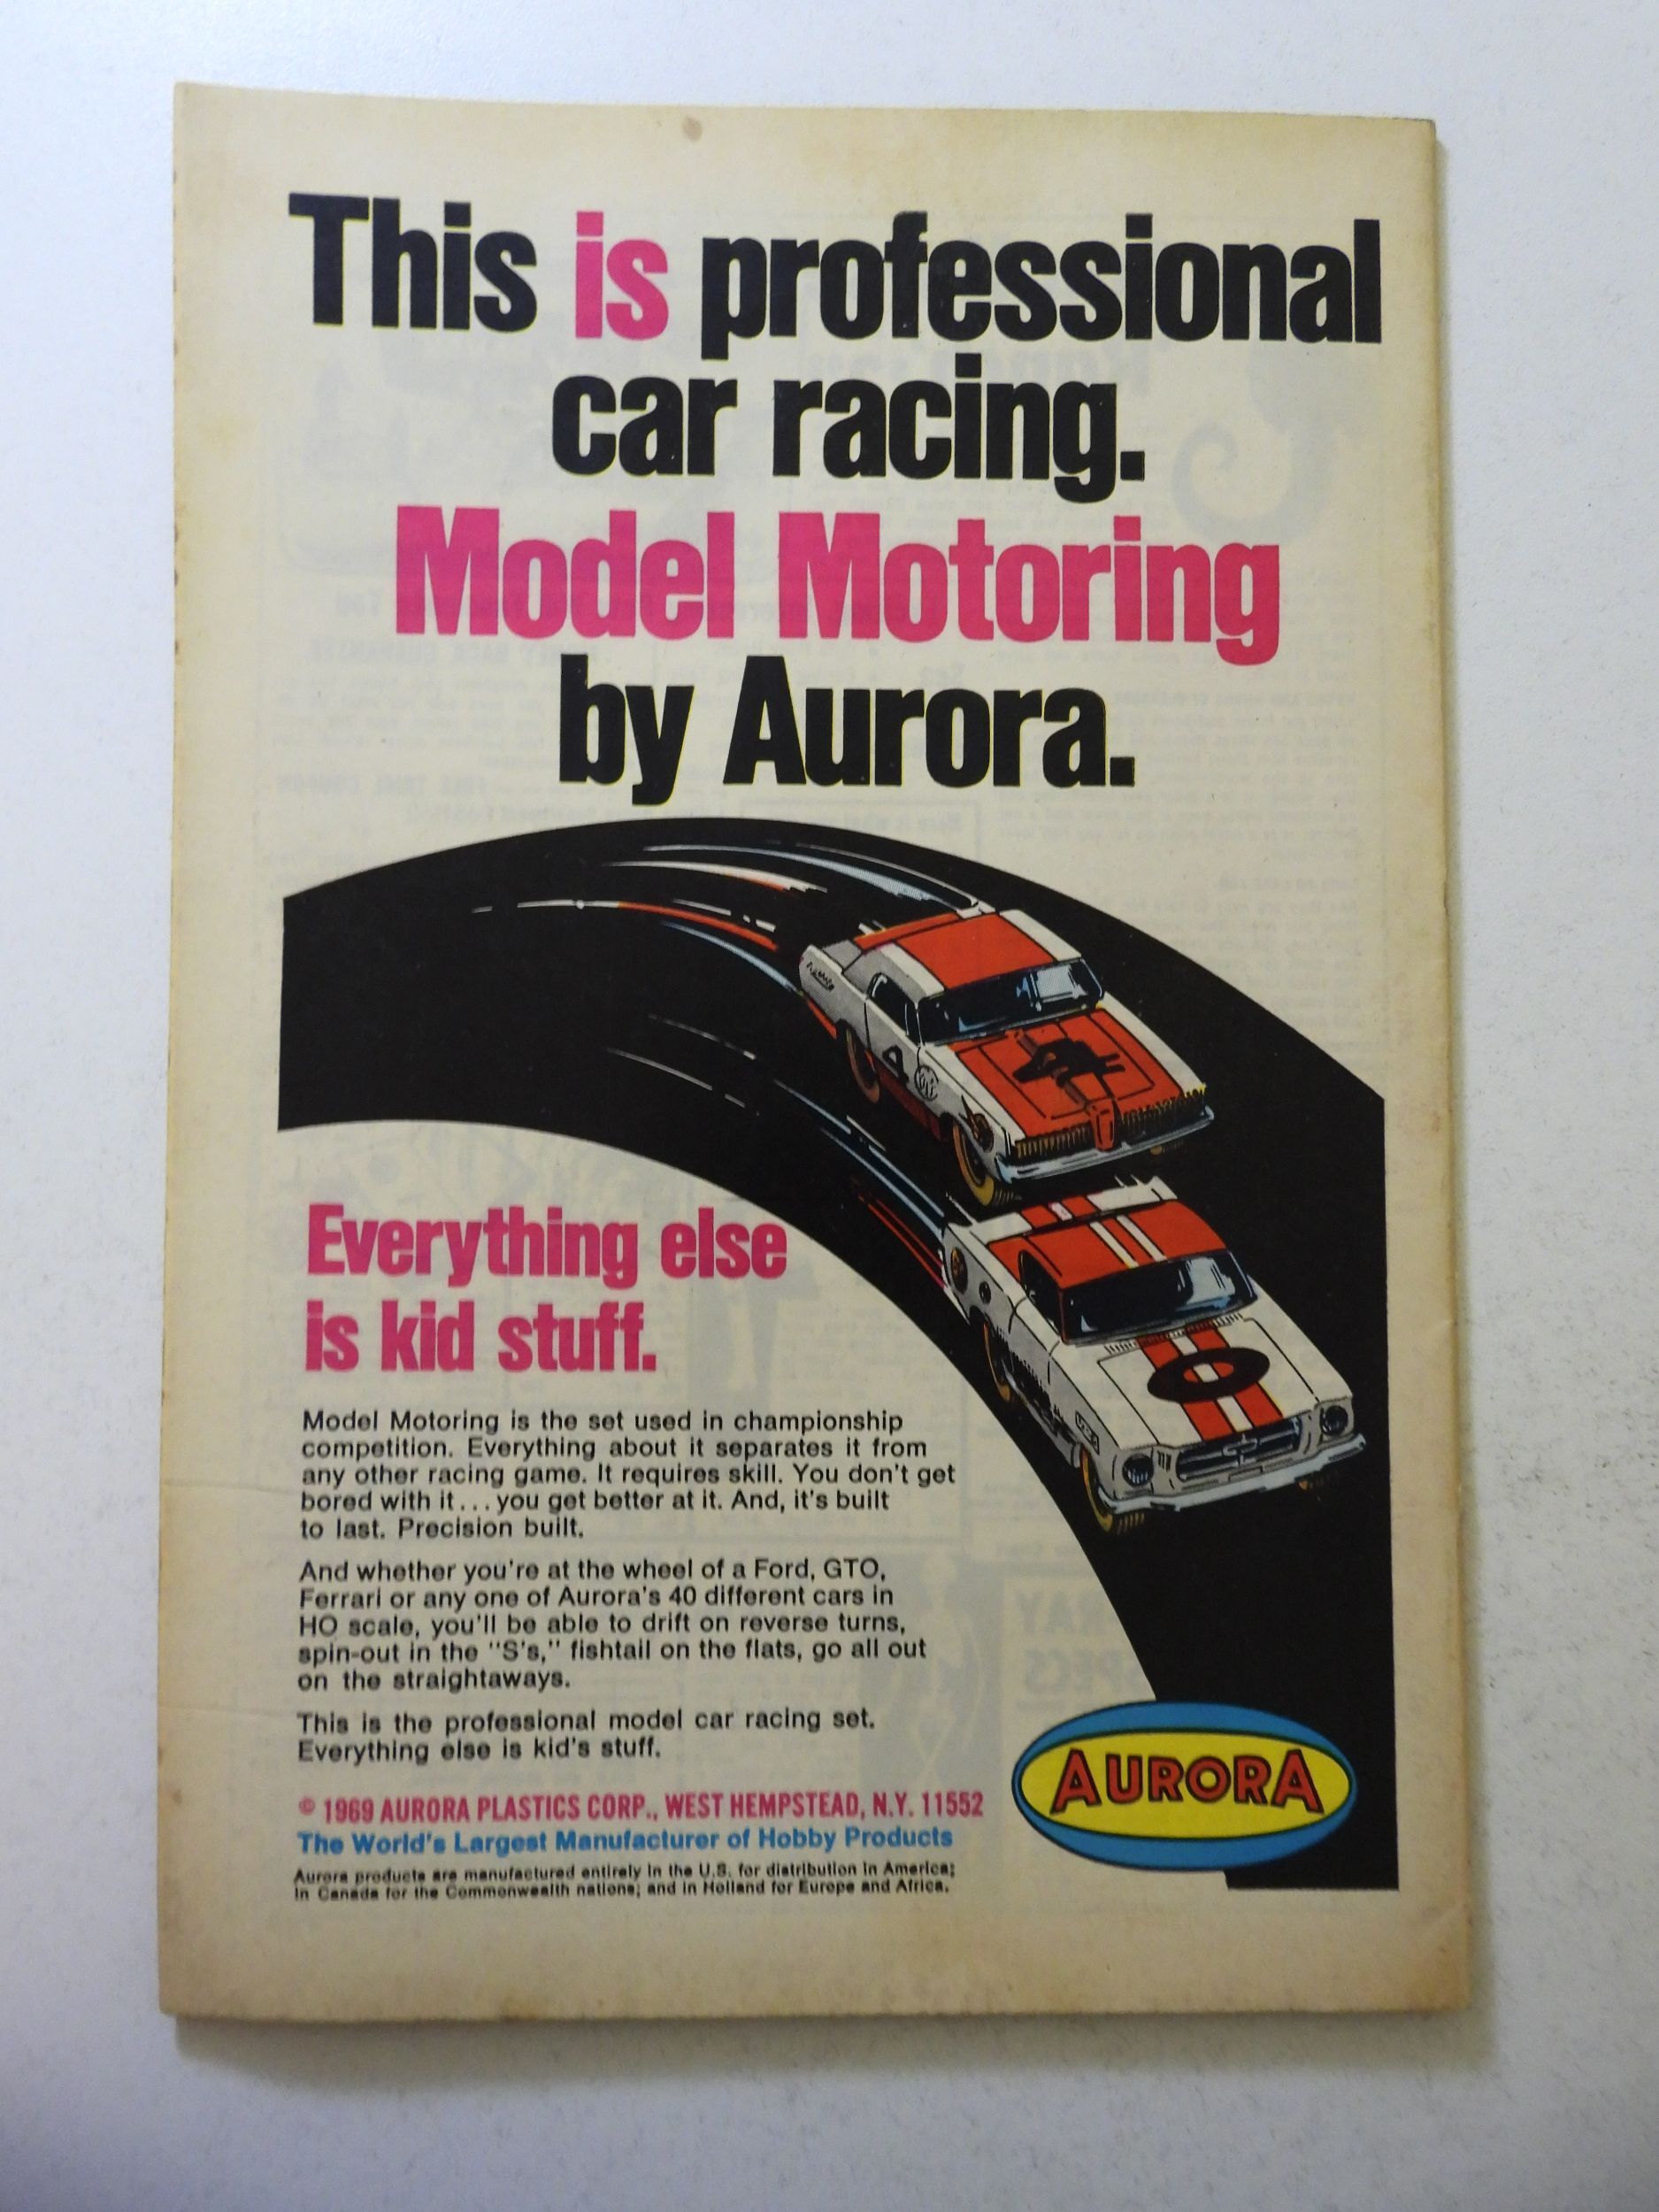 This is professional
car racing.
Model Motoring
by Aurora.
4
Everything else
is kid stuff.
0
Model Motoring is the set used in championship
competition. Everything about it separates it from
any other racing game. It requires skill. You don't get
bored with it...you get better at it. And, it's built
to last. Precision built.
And whether you're at the wheel of a Ford, GTO,
Ferrari or any one of Aurora's 40 different cars in
HO scale, you'll be able to drift on reverse turns,
spin-out in the "S's," fishtail on the flats, go all out
on the straightaways.
This is the professional model car racing set.
Everything else is kid's stuff.
© 1969 AURORA PLASTICS CORP., WEST HEMPSTEAD, N.Y. 11552
The World's Largest Manufacturer of Hobby Products
Aurora products are manufactured entirely in the U.S. for distribution in America;
in Canada for the Commonwealth nations; and in Holland for Europe and Africa.
AURORA